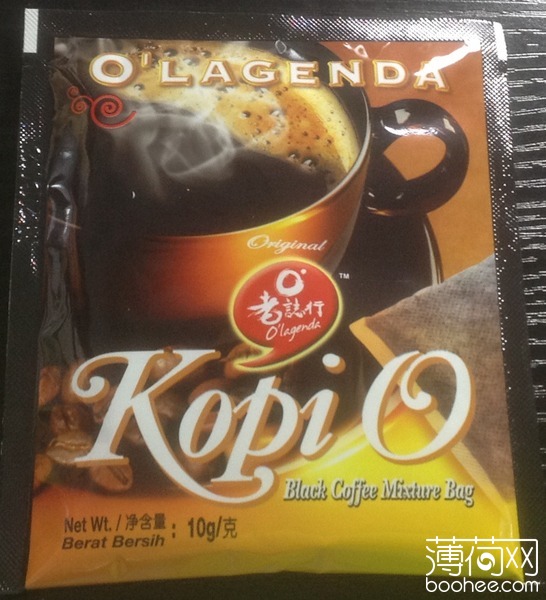 O'LAGENDA
Original
O'
老誌行
TM
O'lagenda
Kopi O
Black Coffee Mixture Bag
Net Wt. / 净含量 : 10g/克
Berat Bersih
薄荷网
boohee.com